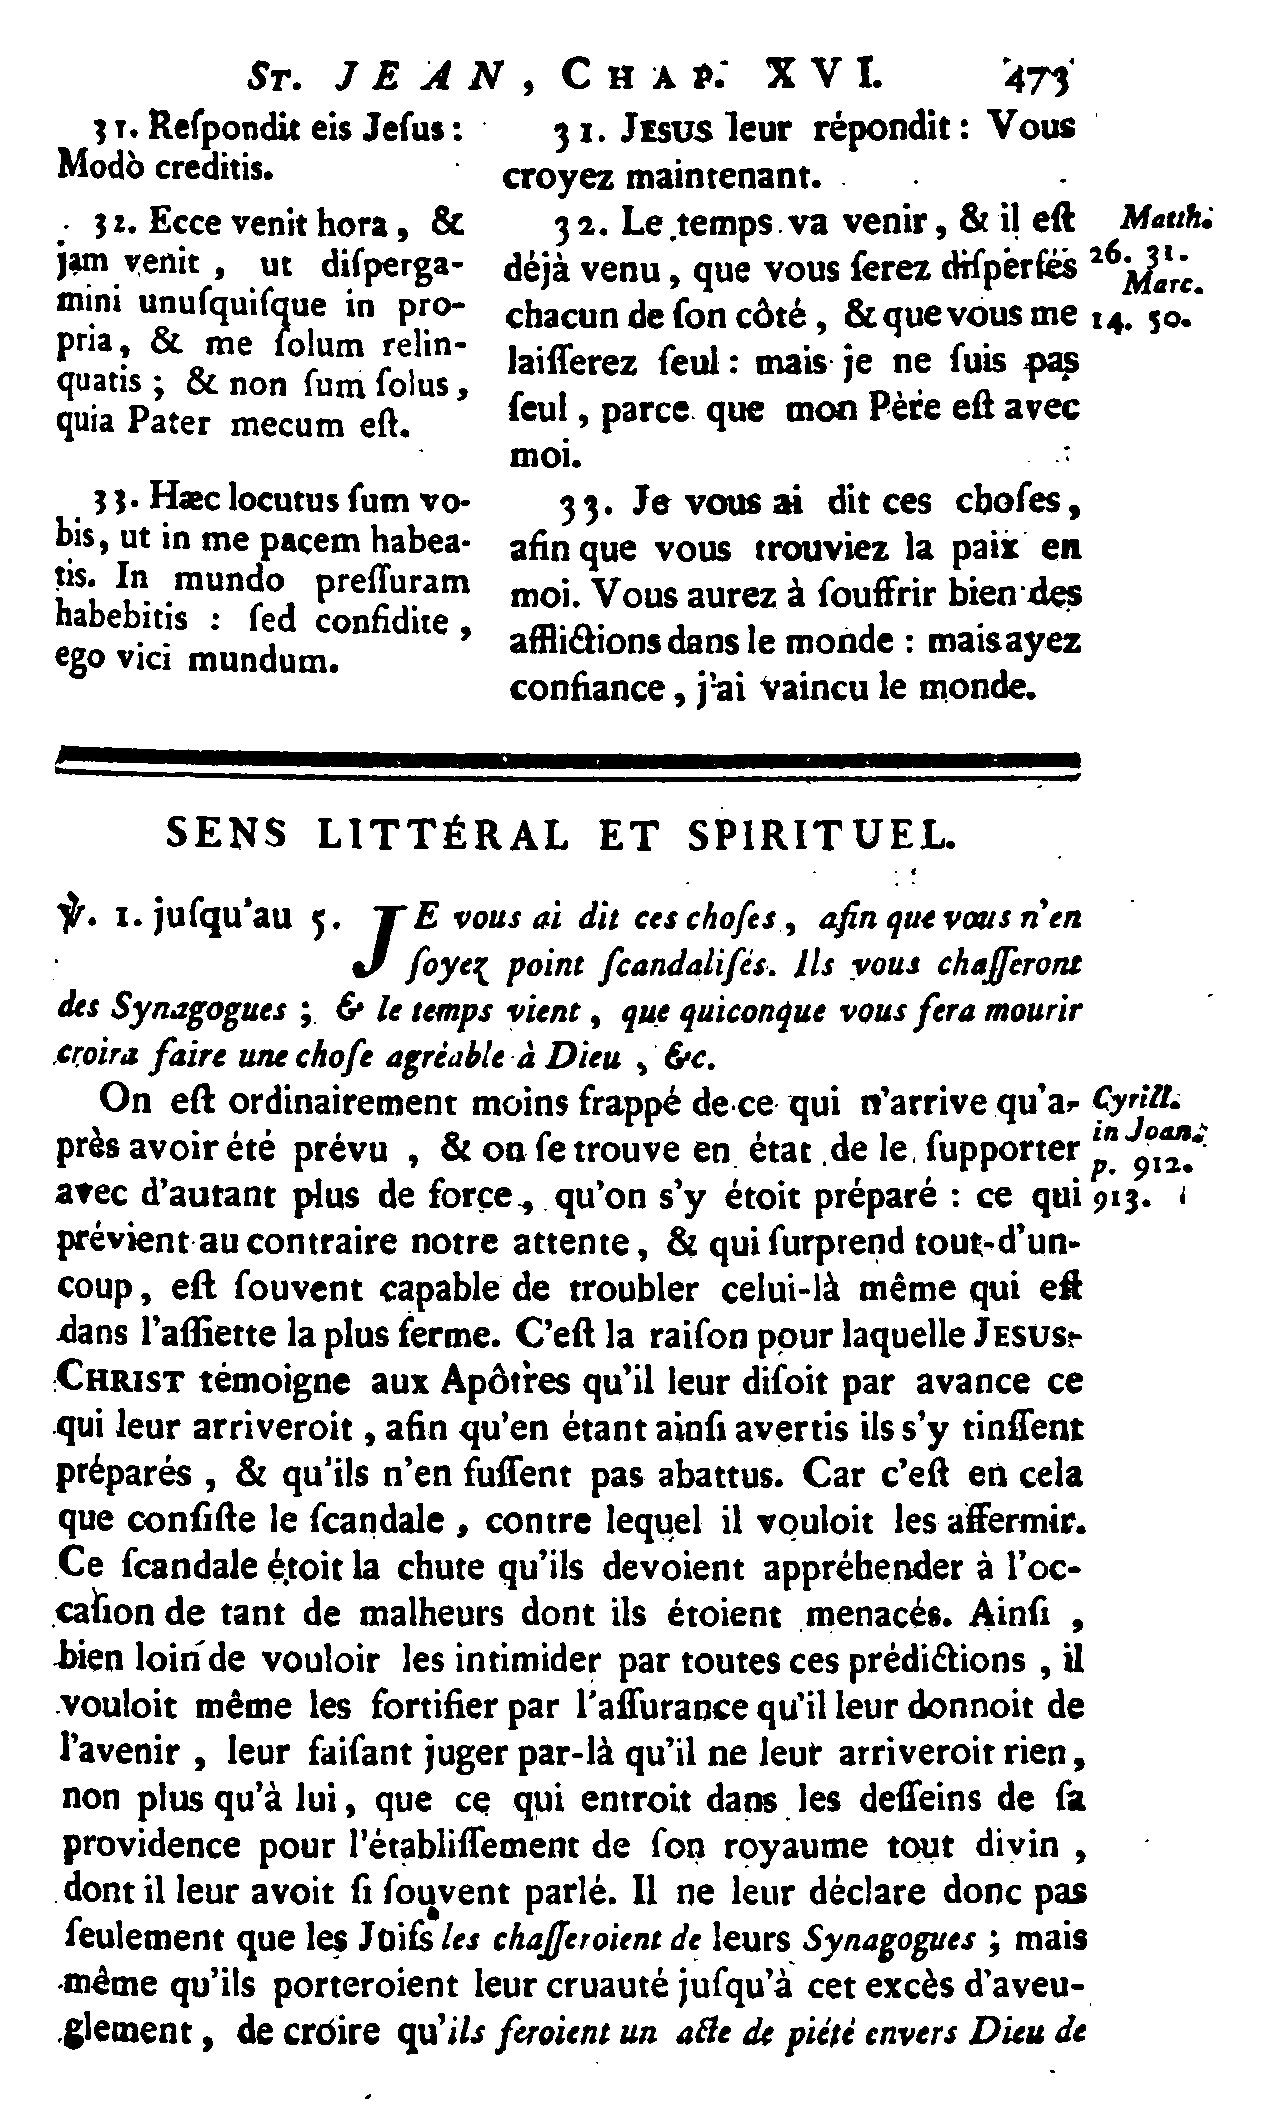 St. JEAN, CHAP. XVI. 473
31. Reſpondit eis Jeſus :
Modò creditis.
32. Ecce venit hora, &
jam venit, ut diſperga-
mini unuſquiſque in pro-
pria, & me ſolum relin-
quatis ; & non ſum ſolus,
quia Pater mecum eſt.
33. Hæc locutus ſum vo-
bis, ut in me pacem habea-
tis. In mundo preſſuram
habebitis : ſed confidite,
ego vici mundum.
31. JESUS leur répondit : Vous
croyez maintenant.
32. Le temps va venir, & il eſt
déjà venu, que vous ſerez diſperſés
chacun de ſon côté, & que vous me
laiſſerez ſeul : mais je ne ſuis pas
ſeul, parce que mon Père eſt avec
moi.
33. Je vous ai dit ces choſes,
afin que vous trouviez la paix en
moi. Vous aurez à ſouffrir bien des
afflictions dans le monde : mais ayez
confiance, j'ai vaincu le monde.
Matth.
26. 31.
Marc.
14. 50.
SENS LITTÉRAL ET SPIRITUEL.
℣. 1. juſqu'au 5. JE vous ai dit ces choſes, afin que vous n'en
ſoyez point ſcandaliſés. Ils vous chaſſeront
des Synagogues ; & le temps vient, que quiconque vous fera mourir
croira faire une choſe agréable à Dieu, &c.
On eſt ordinairement moins frappé de ce qui n'arrive qu'a-
près avoir été prévu, & on ſe trouve en état de le ſupporter
avec d'autant plus de force, qu'on s'y étoit préparé : ce qui
prévient au contraire notre attente, & qui ſurprend tout-d'un-
coup, eſt ſouvent capable de troubler celui-là même qui eſt
dans l'aſſiette la plus ferme. C'eſt la raiſon pour laquelle JESUS-
CHRIST témoigne aux Apôtres qu'il leur diſoit par avance ce
qui leur arriveroit, afin qu'en étant ainſi avertis ils s'y tinſſent
préparés, & qu'ils n'en fuſſent pas abattus. Car c'eſt en cela
que conſiſte le ſcandale, contre lequel il vouloit les affermir.
Ce ſcandale étoit la chute qu'ils devoient appréhender à l'oc-
caſion de tant de malheurs dont ils étoient menacés. Ainſi,
bien loin de vouloir les intimider par toutes ces prédictions, il
vouloit même les fortifier par l'aſſurance qu'il leur donnoit de
l'avenir, leur faiſant juger par-là qu'il ne leur arriveroit rien,
non plus qu'à lui, que ce qui entroit dans les deſſeins de ſa
providence pour l'établiſſement de ſon royaume tout divin,
dont il leur avoit ſi ſouvent parlé. Il ne leur déclare donc pas
ſeulement que les Juifs les chaſſeroient de leurs Synagogues ; mais
même qu'ils porteroient leur cruauté juſqu'à cet excès d'aveu-
glement, de croire qu'ils feroient un acte de piété envers Dieu de
Cyrill.
in Joan.
p. 912.
913.